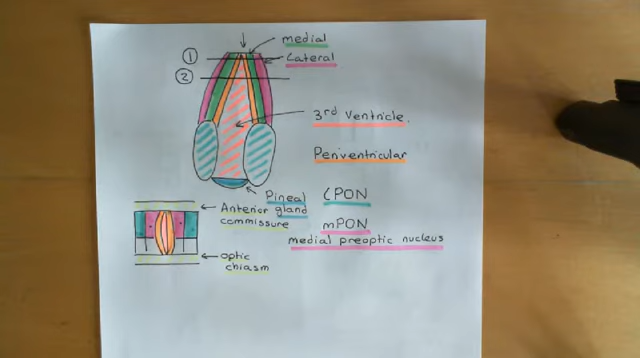 medial
Lateral
1
2
3rd Ventricle.
Periventricular
Pineal gland
LPON
Anterior commissure
mPON
medial preoptic nucleus
optic chiasm